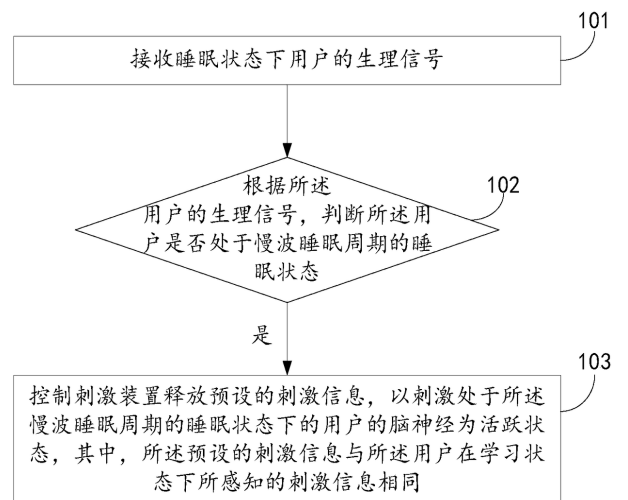 101
接收睡眠状态下用户的生理信号
根据所述
102
用户的生理信号，判断所述用
户是否处于慢波睡眠周期的睡
眠状态
是
103
控制刺激装置释放预设的刺激信息，以刺激处于所述
慢波睡眠周期的睡眠状态下的用户的脑神经为活跃状
态，其中，所述预设的刺激信息与所述用户在学习状
态下所感知的刺激信息相同